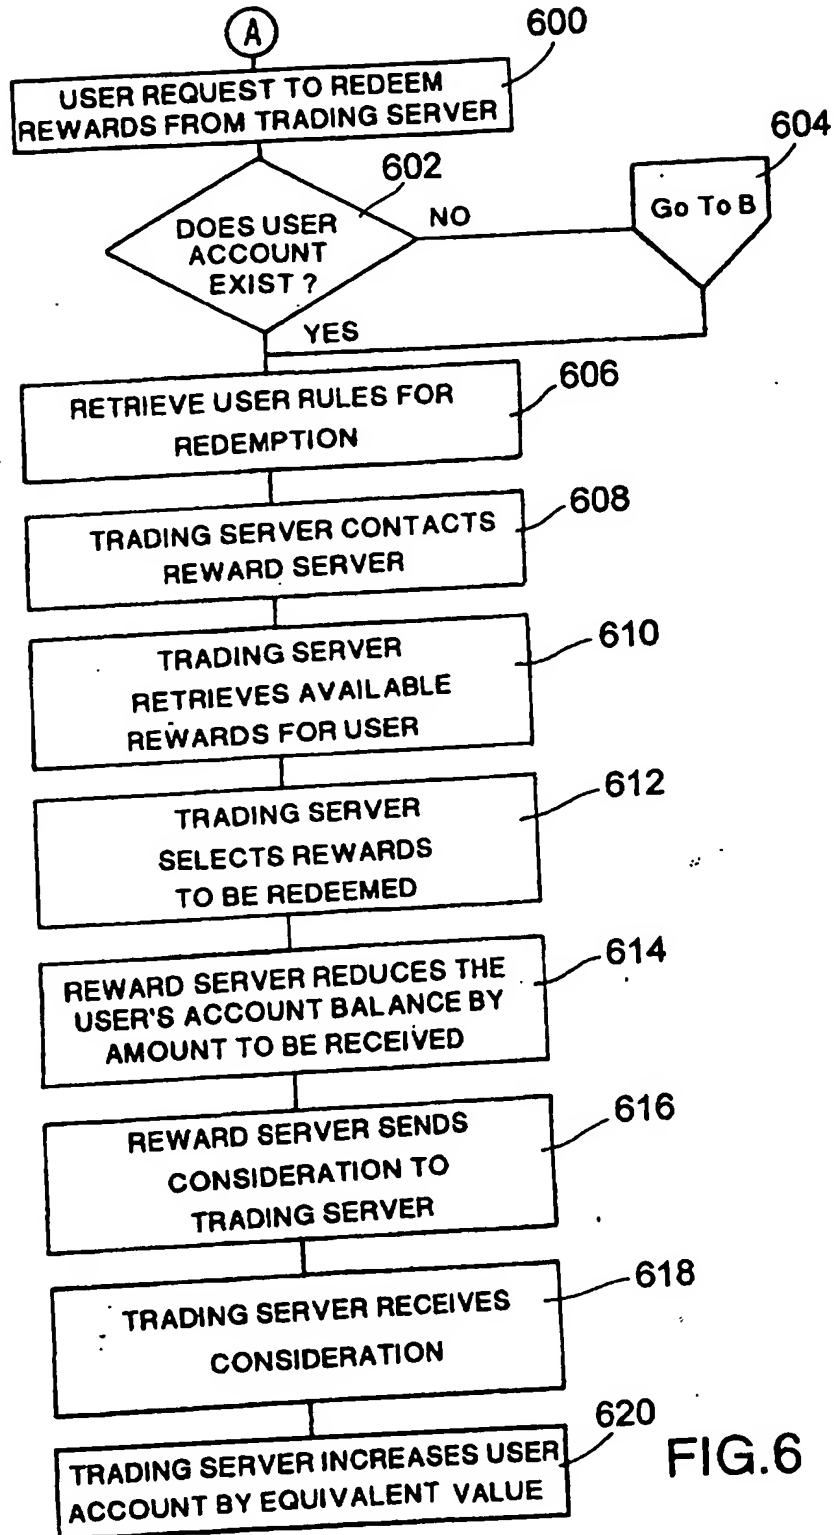 A
600
USER REQUEST TO REDEEM
REWARDS FROM TRADING SERVER
602
604
DOES USER
ACCOUNT
EXIST ?
NO
Go To B
YES
606
RETRIEVE USER RULES FOR
REDEMPTION
608
TRADING SERVER CONTACTS
REWARD SERVER
610
TRADING SERVER
RETRIEVES AVAILABLE
REWARDS FOR USER
612
TRADING SERVER
SELECTS REWARDS
TO BE REDEEMED
614
REWARD SERVER REDUCES THE
USER'S ACCOUNT BALANCE BY
AMOUNT TO BE RECEIVED
616
REWARD SERVER SENDS
CONSIDERATION TO
TRADING SERVER
618
TRADING SERVER RECEIVES
CONSIDERATION
620
TRADING SERVER INCREASES USER
ACCOUNT BY EQUIVALENT VALUE
FIG.6